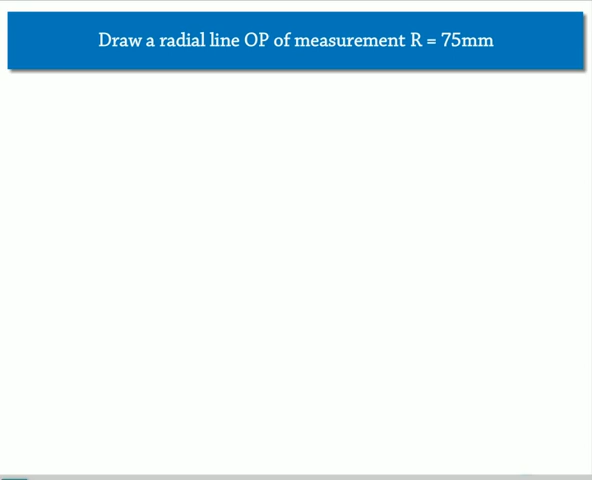 Draw a radial line OP of measurement R = 75mm